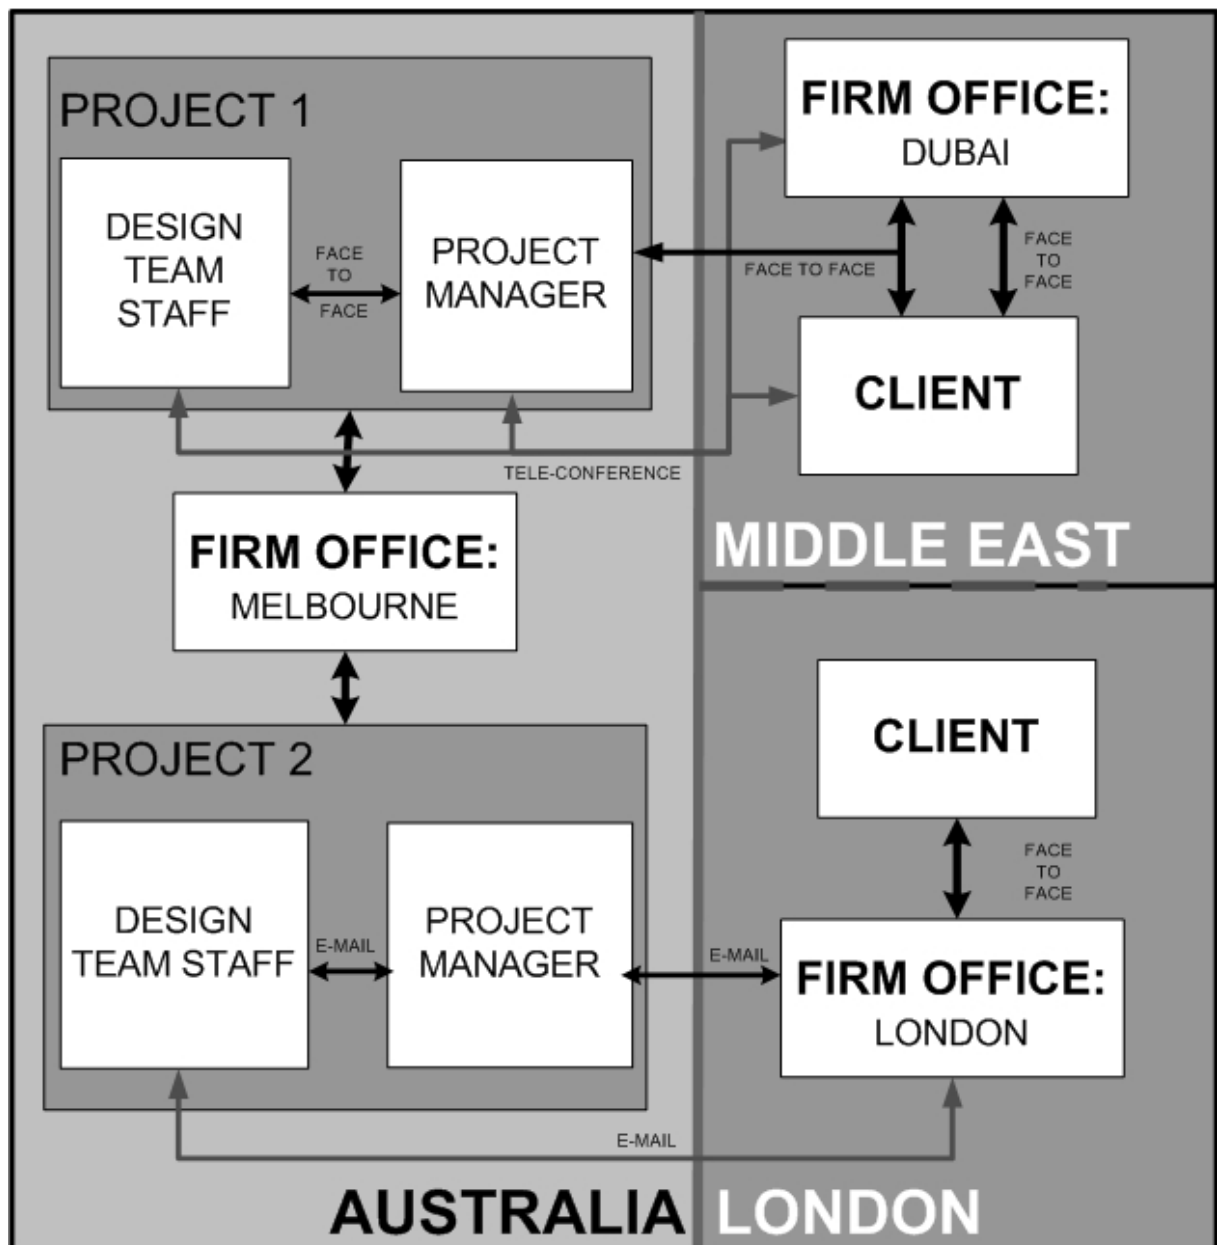 PROJECT 1
DESIGN
TEAM
STAFF
FACE
TO
FACE
PROJECT
MANAGER
FIRM OFFICE:
DUBAI
FACE TO FACE
FACE
TO
FACE
CLIENT
TELE-CONFERENCE
MIDDLE EAST
FIRM OFFICE:
MELBOURNE
PROJECT 2
DESIGN
TEAM STAFF
E-MAIL
PROJECT
MANAGER
E-MAIL
CLIENT
FACE
TO
FACE
FIRM OFFICE:
LONDON
E-MAIL
AUSTRALIA
LONDON